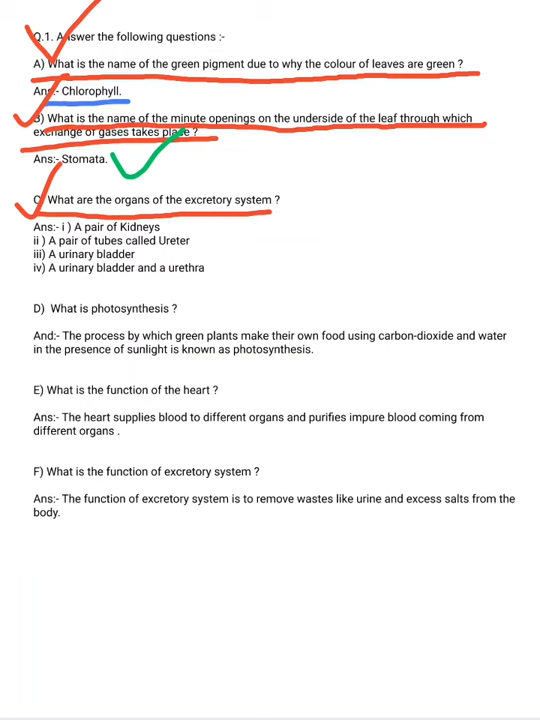 Q.1. Answer the following questions :-
A) What is the name of the green pigment due to why the colour of leaves are green ?
Ans:- Chlorophyll.
B) What is the name of the minute openings on the underside of the leaf through which
exchange of gases takes place ?
Ans:- Stomata.
C) What are the organs of the excretory system ?
Ans:- i ) A pair of Kidneys
ii ) A pair of tubes called Ureter
iii) A urinary bladder
iv) A urinary bladder and a urethra
D) What is photosynthesis ?
And:- The process by which green plants make their own food using carbon-dioxide and water
in the presence of sunlight is known as photosynthesis.
E) What is the function of the heart ?
Ans:- The heart supplies blood to different organs and purifies impure blood coming from
different organs .
F) What is the function of excretory system ?
Ans:- The function of excretory system is to remove wastes like urine and excess salts from the
body.